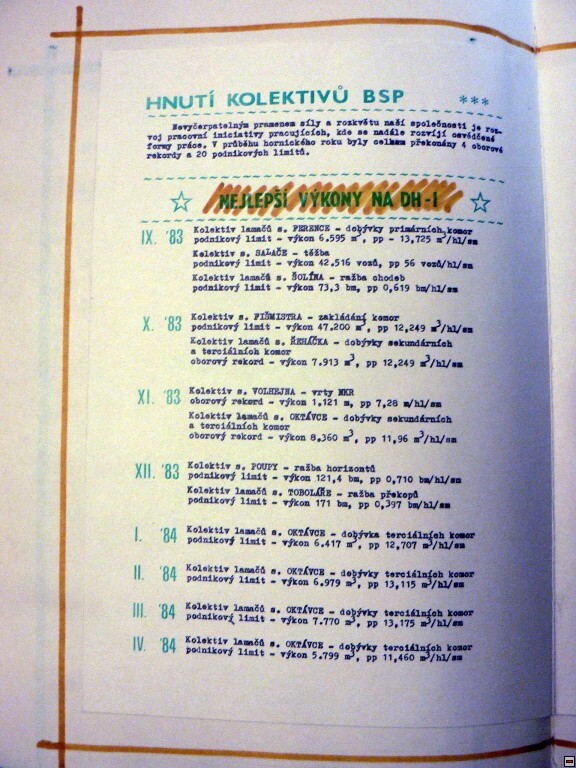 HNUTÍ KOLEKTIVŮ BSP ***
Nevyčerpatelným pramenem síly a rozkvětu naší společnosti je roz-
voj pracovní iniciativy pracujících, kde se nadále rozvíjí osvědčené
formy práce. V průběhu hornického roku byly celkem překonány 4 oborové
rekordy a 20 podnikových limitů.
☆ NEJLEPŠÍ VÝKONY NA DH-I ☆
IX. '83 Kolektiv lamačů s. FERENCE - dobývky primárních komor
podnikový limit - výkon 6.595 m³, pp - 13,725 m³/hl/sm
Kolektiv s. SALAČE - těžba
podnikový limit - výkon 42.516 vozů, pp 56 vozů/hl/sm
Kolektiv lamačů s. ŠOLÍNA - ražba chodeb
podnikový limit - výkon 73,3 bm, pp 0,619 bm/hl/sm
X. '83 Kolektiv s. PIŠMISTRA - zakládání komor
podnikový limit - výkon 47.200 m³, pp 12,249 m³/hl/sm
Kolektiv lamačů s. ŘEHÁČKA - dobývky sekundárních
a terciálních komor
oborový rekord - výkon 7.913 m³, pp 12,249 m³/hl/sm
XI. '83 Kolektiv s. VOLHEJNA - vrty MKR
oborový rekord - výkon 1.121 m, pp 7,28 m/hl/sm
Kolektiv lamačů s. OKTÁVCE - dobývky sekundárních
a terciálních komor
oborový rekord - výkon 8.360 m³, pp 11,96 m³/hl/sm
XII. '83 Kolektiv s. POUPY - ražba horizontů
podnikový limit - výkon 121,4 bm, pp 0,710 bm/hl/sm
Kolektiv lamačů s. TOBOLÁŘE - ražba překopů
podnikový limit - výkon 171 bm, pp 0,397 bm/hl/sm
I. '84 Kolektiv lamačů s. OKTÁVCE - dobývka terciálních komor
podnikový limit - výkon 6.417 m³, pp 12,707 m³/hl/sm
II. '84 Kolektiv lamačů s. OKTÁVCE - dobývky terciálních komor
podnikový limit - výkon 6.979 m³, pp 13,115 m³/hl/sm
III. '84 Kolektiv lamačů s. OKTÁVCE - dobývky terciálních komor
podnikový limit - výkon 7.770 m³, pp 13,175 m³/hl/sm
IV. '84 Kolektiv lamačů s. OKTÁVCE - dobývky terciálních komor
podnikový limit - výkon 5.799 m³, pp 11,460 m³/hl/sm